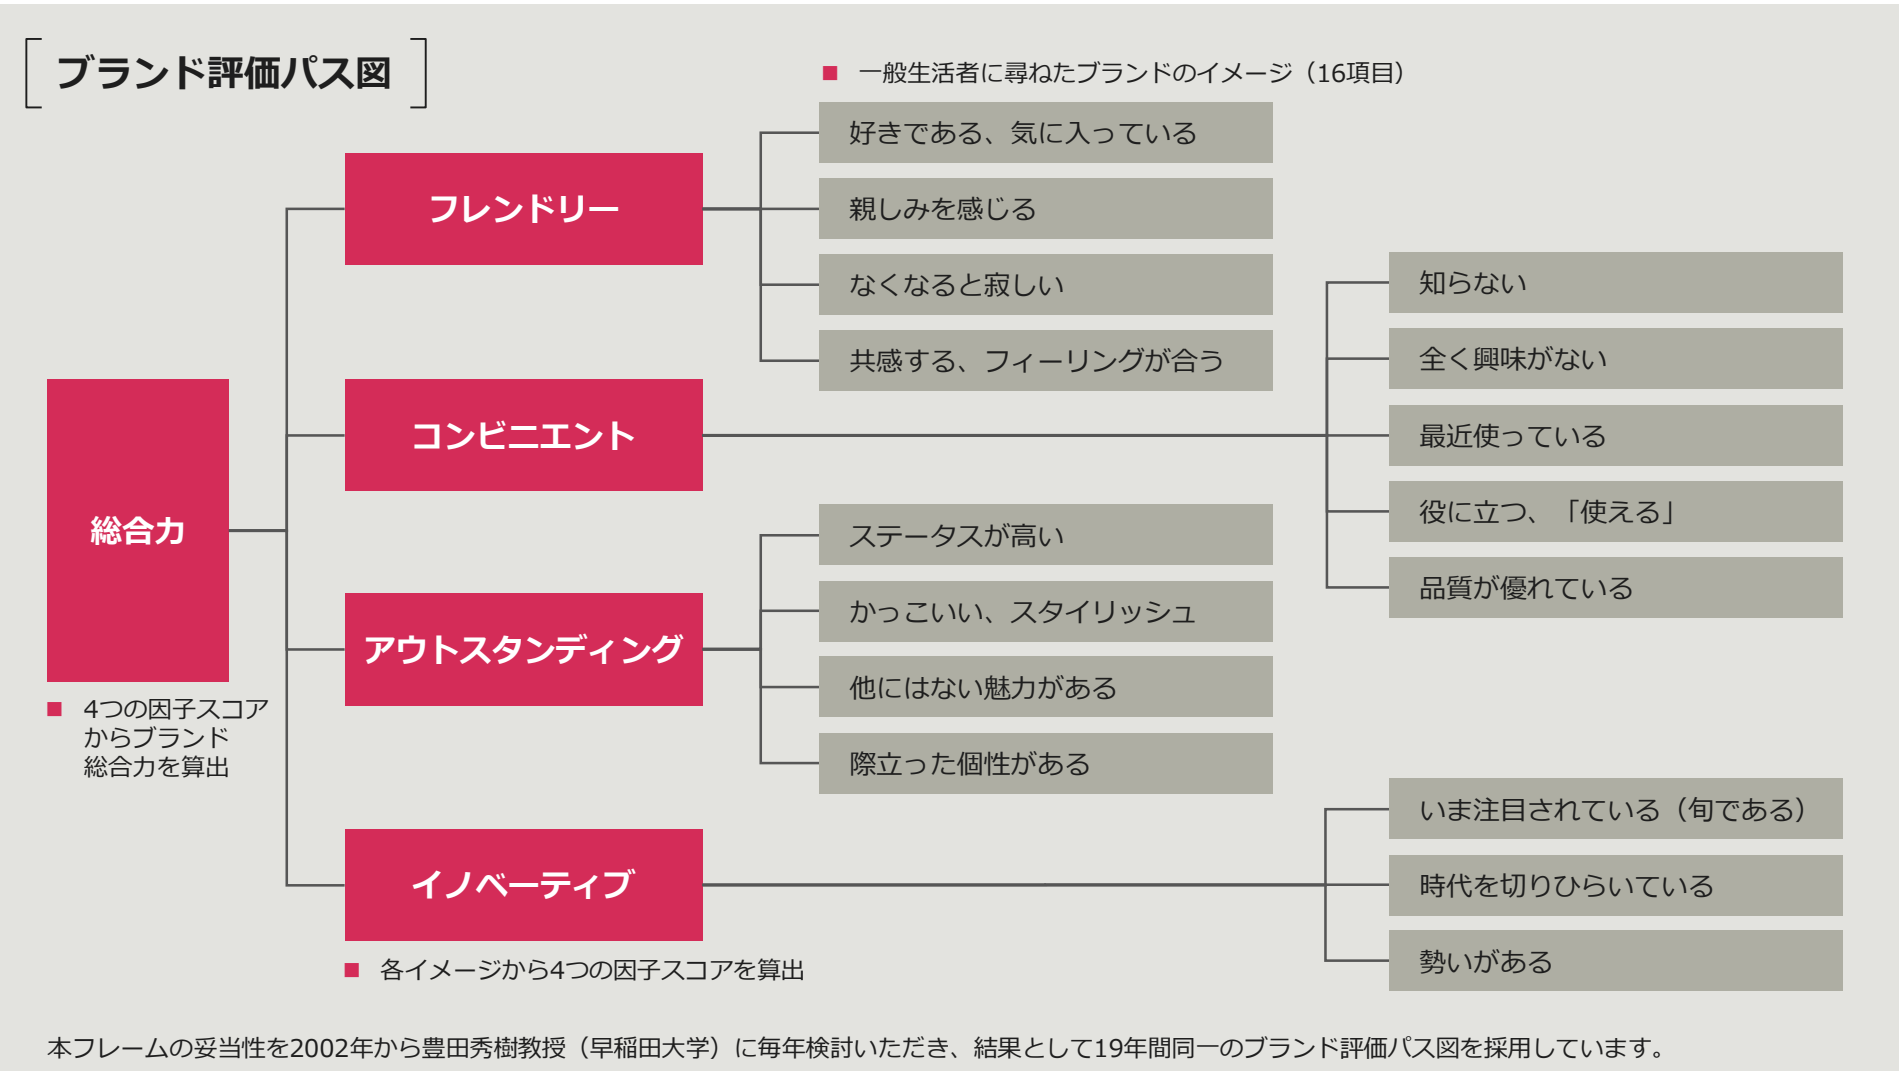 ブランド評価パス図
■ 一般生活者に尋ねたブランドのイメージ（16項目）
総合力
■ 4つの因子スコア
からブランド
総合力を算出
フレンドリー
好きである、気に入っている
親しみを感じる
なくなると寂しい
共感する、フィーリングが合う
コンビニエント
知らない
全く興味がない
最近使っている
役に立つ、「使える」
品質が優れている
アウトスタンディング
ステータスが高い
かっこいい、スタイリッシュ
他にはない魅力がある
際立った個性がある
イノベーティブ
いま注目されている（旬である）
時代を切りひらいている
勢いがある
■ 各イメージから4つの因子スコアを算出
本フレームの妥当性を2002年から豊田秀樹教授（早稲田大学）に毎年検討いただき、結果として19年間同一のブランド評価パス図を採用しています。